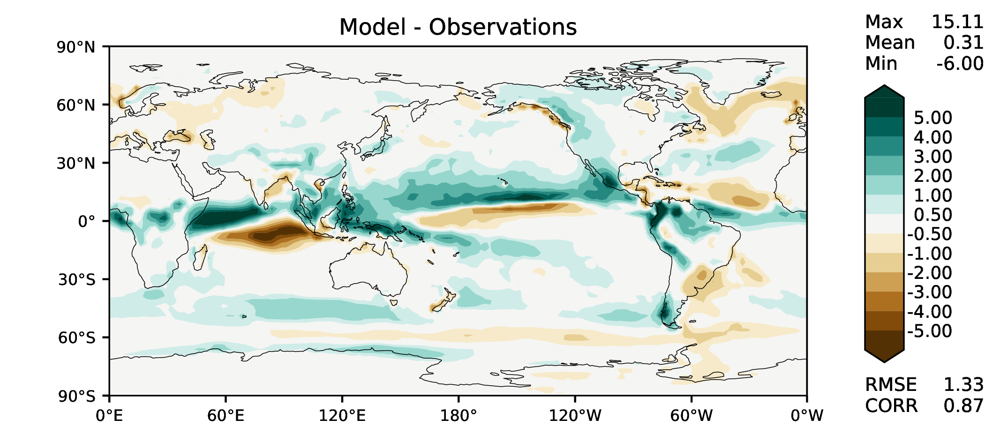 Model - Observations
Max 15.11
Mean 0.31
Min -6.00
90°N
60°N
30°N
0°
30°S
60°S
90°S
0°E 60°E 120°E 180° 120°W 60°W 0°W
5.00
4.00
3.00
2.00
1.00
0.50
-0.50
-1.00
-2.00
-3.00
-4.00
-5.00
RMSE 1.33
CORR 0.87